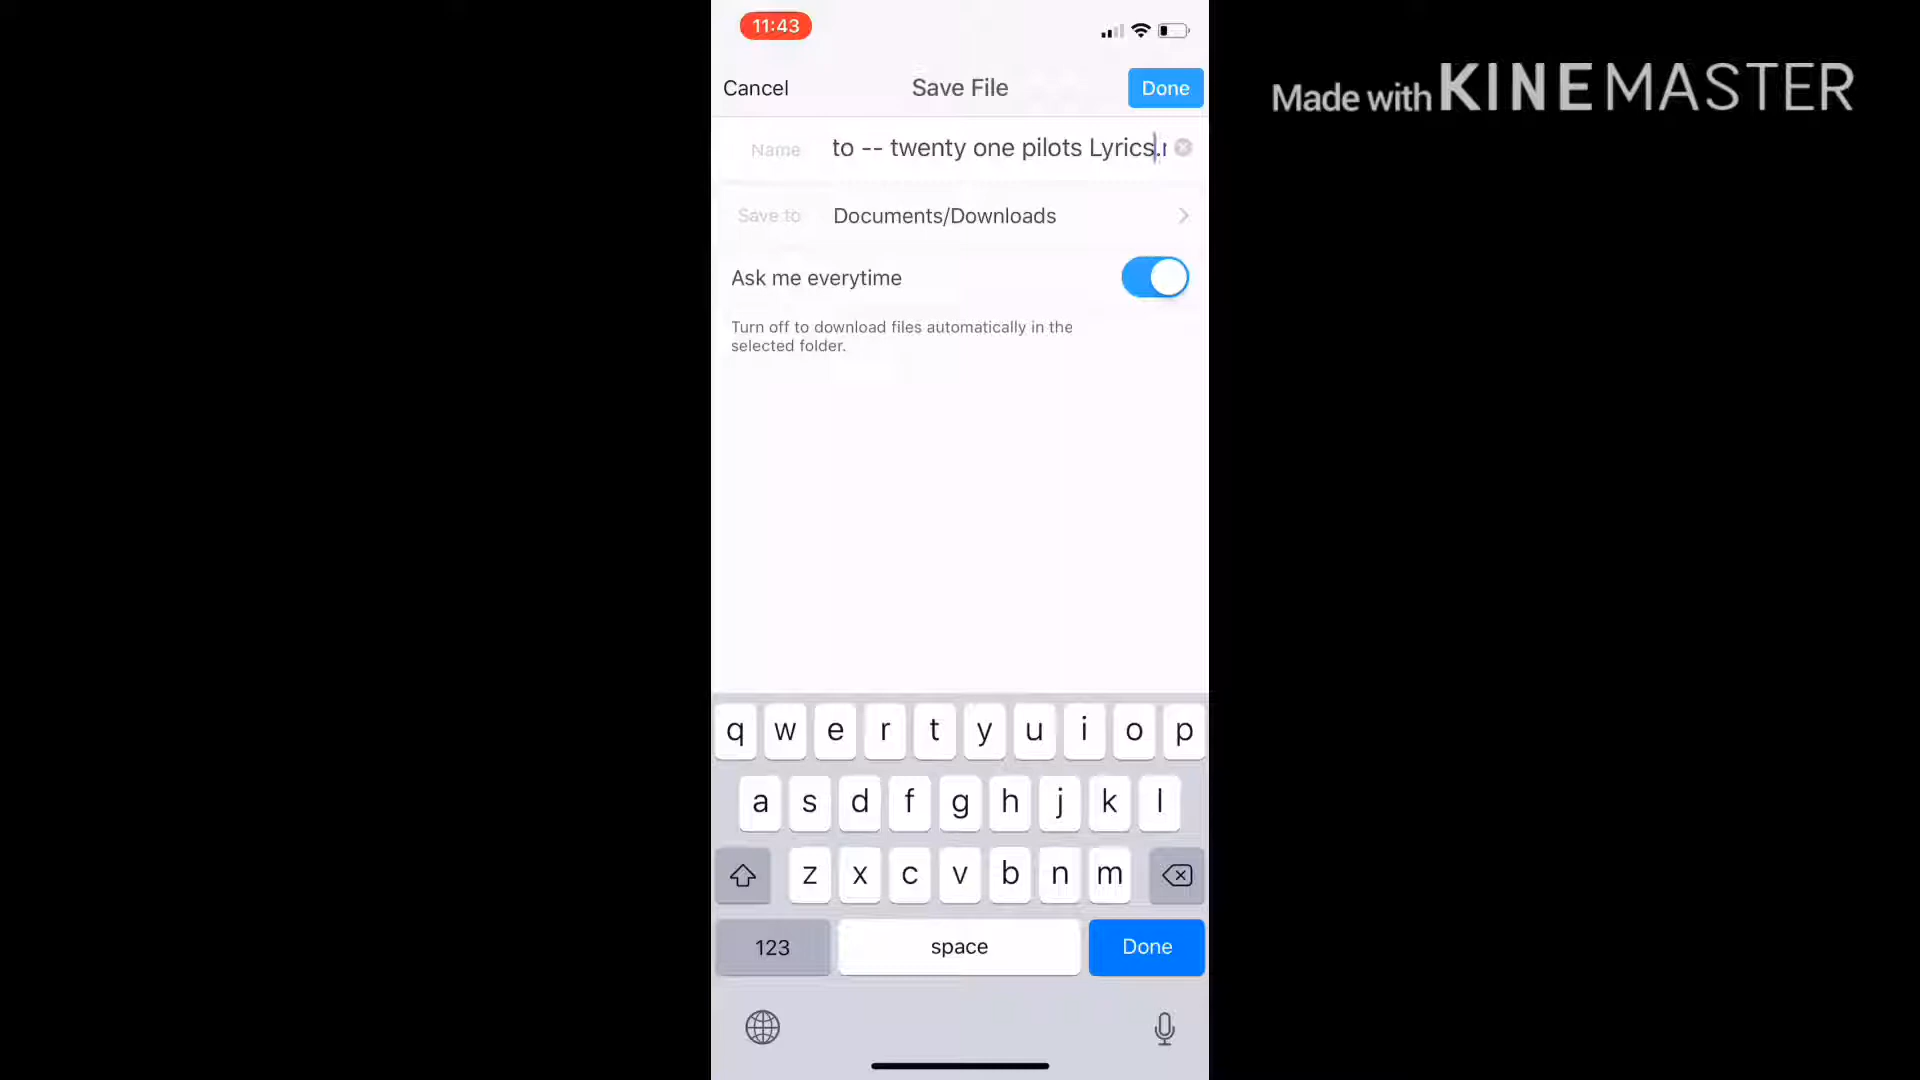 11:43
Cancel
Save File
Done
Name
to -- twenty one pilots Lyrics.
Save to
Documents/Downloads
Ask me everytime
Turn off to download files automatically in the
selected folder.
q w e r t y u i o p
a s d f g h j k l
z x c v b n m
123
space
Done
Made with KINEMASTER